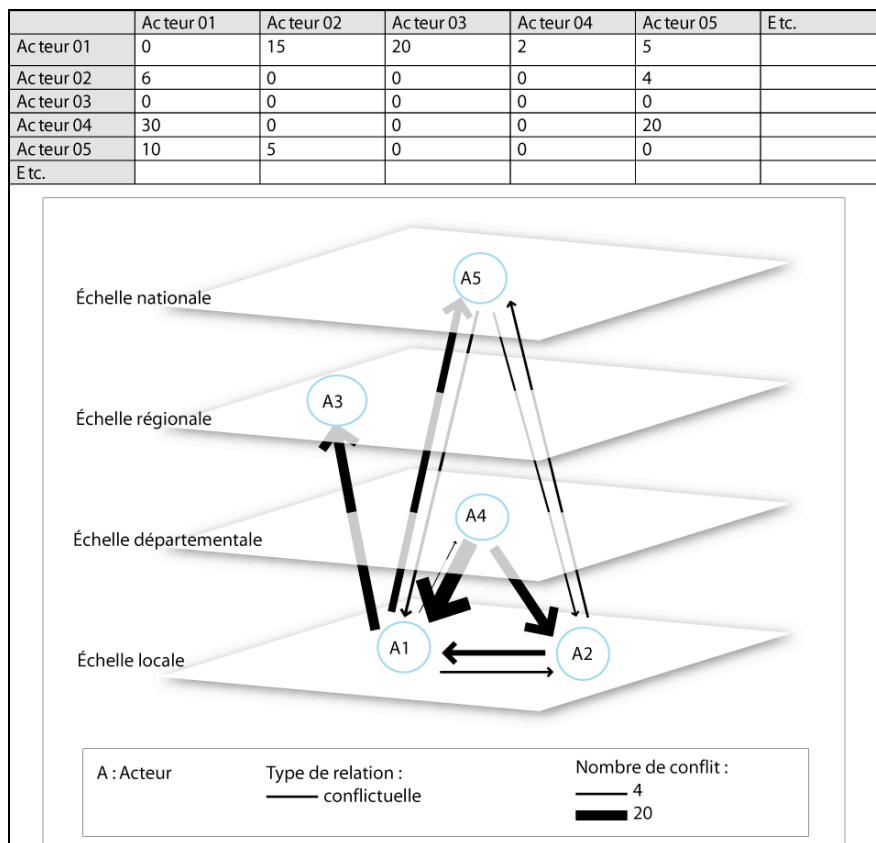 Acteur 01 Acteur 02 Acteur 03 Acteur 04 Acteur 05 Etc.
Acteur 01 0 15 20 2 5
Acteur 02 6 0 0 0 4
Acteur 03 0 0 0 0 0
Acteur 04 30 0 0 0 20
Acteur 05 10 5 0 0 0
Etc.
A5
Échelle nationale
A3
Échelle régionale
A4
Échelle départementale
A1
A2
Échelle locale
A : Acteur
Type de relation :
conflictuelle
Nombre de conflit :
4
20